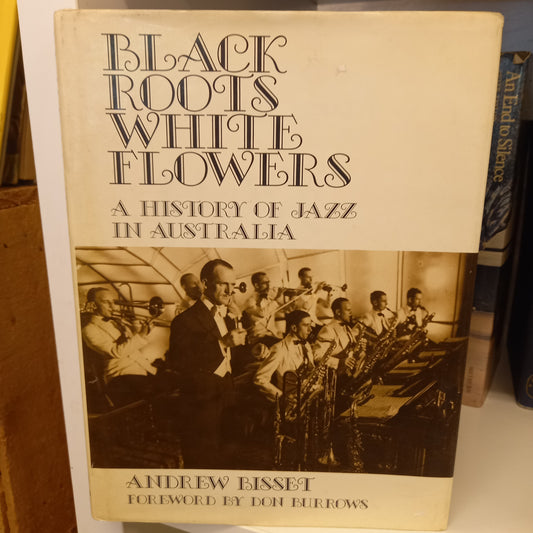 BLACK
ROOTS
WHITE
FLOWERS
A HISTORY OF JAZZ
IN AUSTRALIA
ANDREW BISSET
FOREWORD BY DON BURROWS
An End to Silence